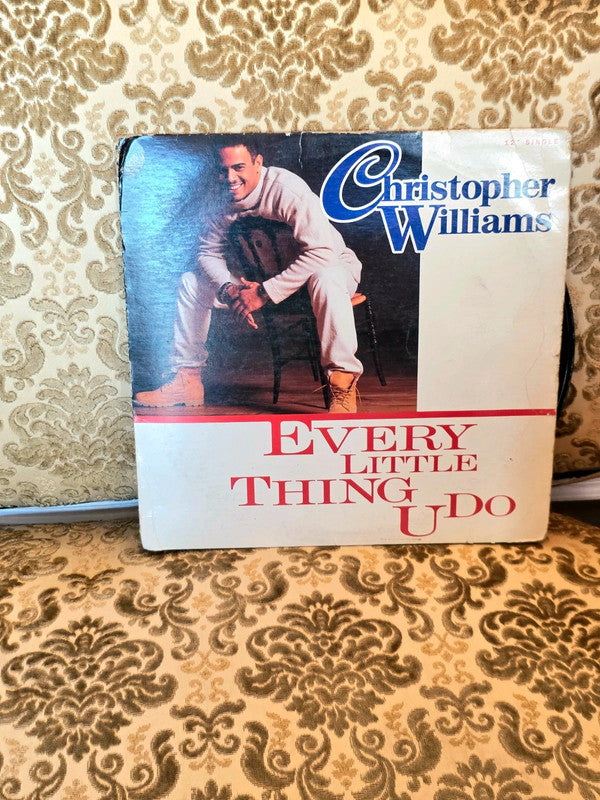 12" SINGLE
Christopher
Williams
EVERY
LITTLE
THING
U DO